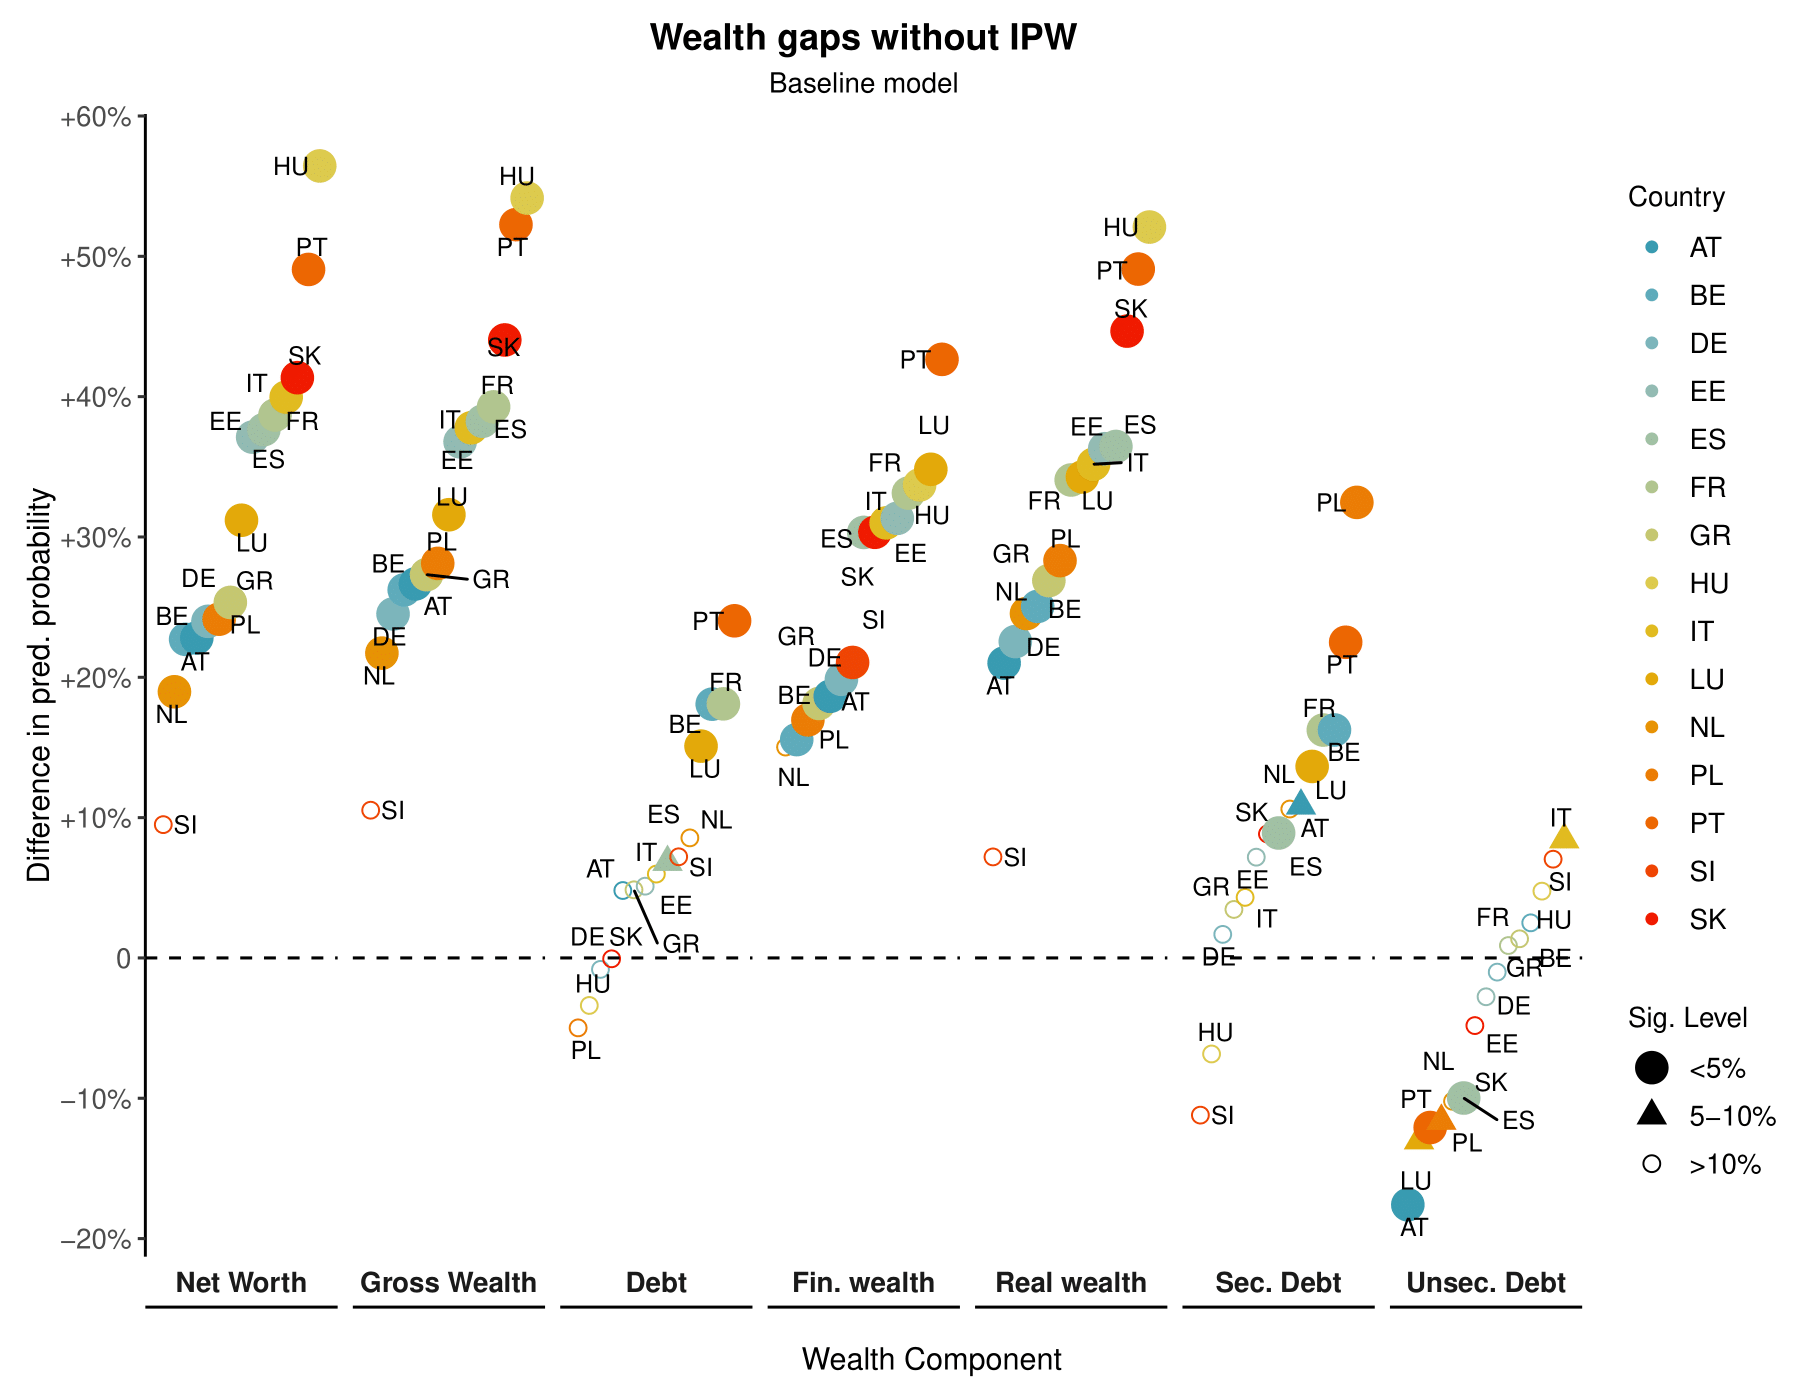 Wealth gaps without IPW
Baseline model
Difference in pred. probability
+60%
+50%
+40%
+30%
+20%
+10%
0
−10%
−20%
HU
PT
SK
IT
EE
FR
ES
LU
DE
GR
BE
PL
AT
NL
SI
HU
PT
SK
FR
IT
ES
EE
LU
PL
BE
GR
AT
DE
NL
SI
PT
FR
BE
LU
ES
NL
IT
AT
SI
EE
DE
SK
GR
HU
PL
PT
LU
FR
IT
HU
ES
EE
SK
SI
GR
DE
BE
AT
PL
NL
HU
PT
SK
EE
ES
IT
FR
LU
GR
PL
NL
BE
DE
AT
SI
PL
PT
FR
BE
NL
LU
SK
AT
ES
EE
GR
IT
DE
HU
SI
IT
SI
FR
HU
GR
BE
DE
EE
NL
SK
PT
ES
PL
LU
AT
Net Worth
Gross Wealth
Debt
Fin. wealth
Real wealth
Sec. Debt
Unsec. Debt
Wealth Component
Country
AT
BE
DE
EE
ES
FR
GR
HU
IT
LU
NL
PL
PT
SI
SK
Sig. Level
<5%
5−10%
>10%